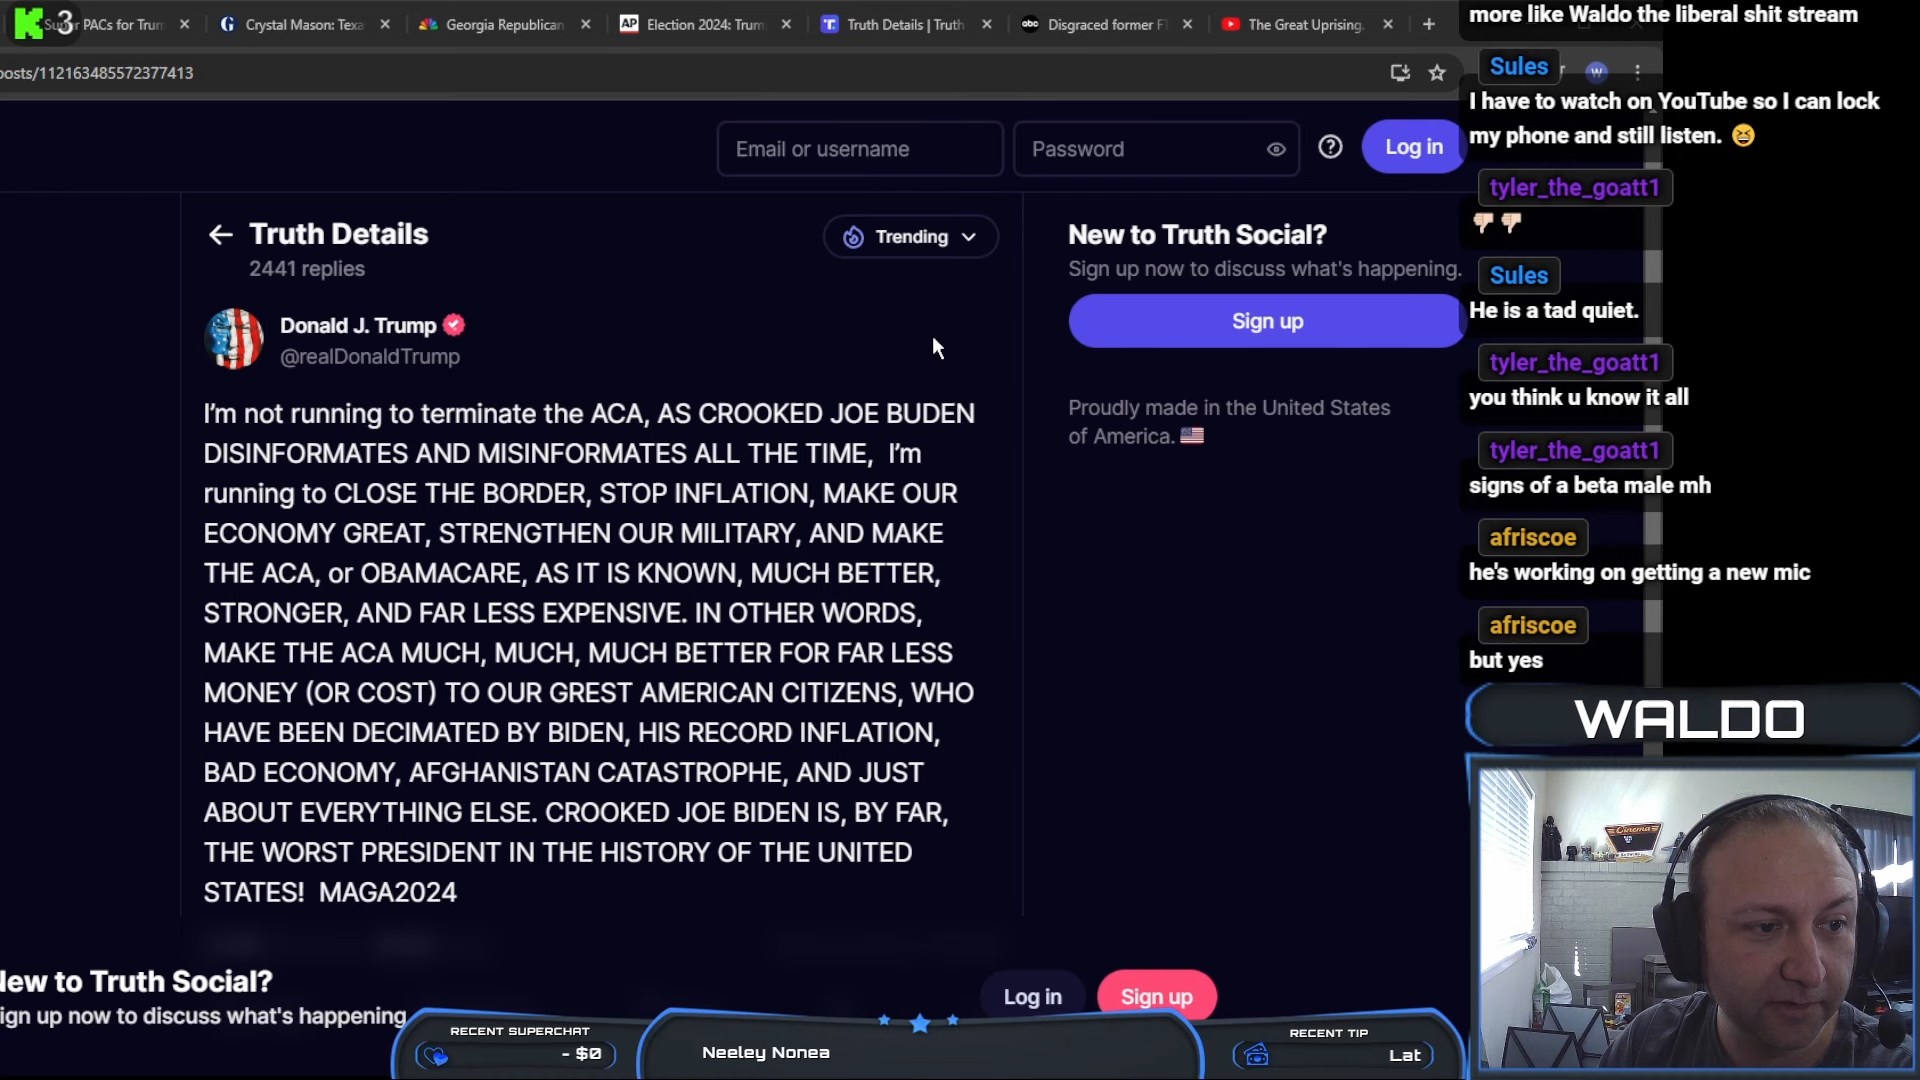 K 3
Super PACs for Trum
Crystal Mason: Texa
Georgia Republican
Election 2024: Trum
Truth Details | Truth
Disgraced former FT
The Great Uprising.
posts/112163485572377413
Email or username
Password
Log in
Truth Details
2441 replies
Trending
New to Truth Social?
Sign up now to discuss what's happening.
Sign up
Proudly made in the United States
of America. 🇺🇸
Donald J. Trump
@realDonaldTrump
I'm not running to terminate the ACA, AS CROOKED JOE BUDEN
DISINFORMATES AND MISINFORMATES ALL THE TIME,  I'm
running to CLOSE THE BORDER, STOP INFLATION, MAKE OUR
ECONOMY GREAT, STRENGTHEN OUR MILITARY, AND MAKE
THE ACA, or OBAMACARE, AS IT IS KNOWN, MUCH BETTER,
STRONGER, AND FAR LESS EXPENSIVE. IN OTHER WORDS,
MAKE THE ACA MUCH, MUCH, MUCH BETTER FOR FAR LESS
MONEY (OR COST) TO OUR GREST AMERICAN CITIZENS, WHO
HAVE BEEN DECIMATED BY BIDEN, HIS RECORD INFLATION,
BAD ECONOMY, AFGHANISTAN CATASTROPHE, AND JUST
ABOUT EVERYTHING ELSE. CROOKED JOE BIDEN IS, BY FAR,
THE WORST PRESIDENT IN THE HISTORY OF THE UNITED
STATES!  MAGA2024
New to Truth Social?
ign up now to discuss what's happening
Log in
Sign up
more like Waldo the liberal shit stream
Sules
I have to watch on YouTube so I can lock
my phone and still listen. 😆
tyler_the_goatt1
👎🏻👎🏻
Sules
He is a tad quiet.
tyler_the_goatt1
you think u know it all
tyler_the_goatt1
signs of a beta male mh
afriscoe
he's working on getting a new mic
afriscoe
but yes
WALDO
Cinema
RECENT SUPERCHAT
- $0
Neeley Nonea
RECENT TIP
Lat